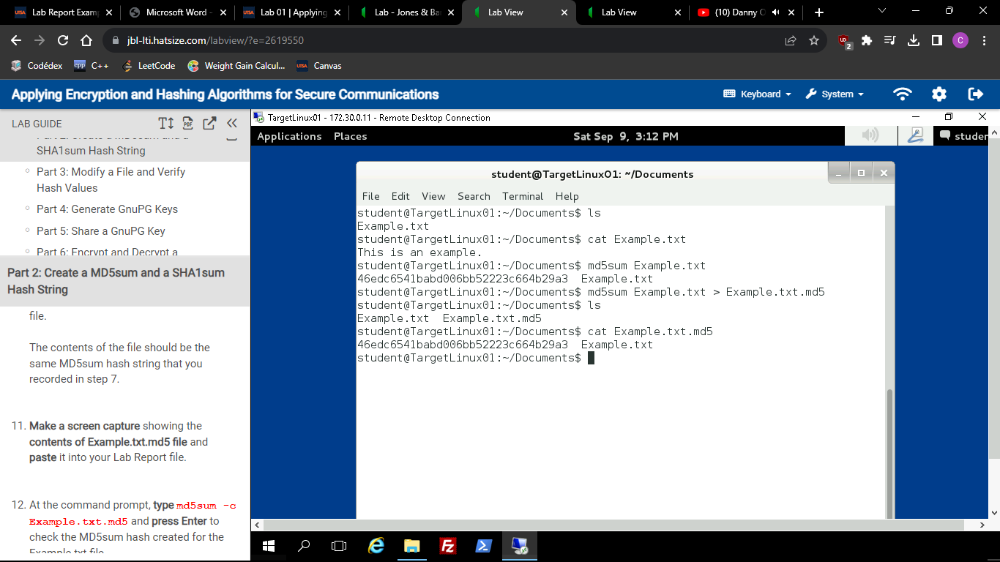 Lab Report Examp
Microsoft Word -
Lab 01 | Applying
Lab - Jones & Ba
Lab View
Lab View
(10) Danny
jbl-lti.hatsize.com/labview/?e=2619550
2
C
Codédex
cpp C++
LeetCode
Weight Gain Calcul...
UTSA Canvas
Applying Encryption and Hashing Algorithms for Secure Communications
Keyboard
System
LAB GUIDE
PDF
TargetLinux01 - 172.30.0.11 - Remote Desktop Connection
Applications Places
Sat Sep 9, 3:12 PM
studer
Part 2: Create a MD5sum and a
SHA1sum Hash String
Part 3: Modify a File and Verify
Hash Values
Part 4: Generate GnuPG Keys
Part 5: Share a GnuPG Key
Part 6: Encrypt and Decrypt a
Part 2: Create a MD5sum and a SHA1sum
Hash String
file.
The contents of the file should be the
same MD5sum hash string that you
recorded in step 7.
11. Make a screen capture showing the
contents of Example.txt.md5 file and
paste it into your Lab Report file.
12. At the command prompt, type md5sum -c
Example.txt.md5 and press Enter to
check the MD5sum hash created for the
Example.txt file.
student@TargetLinux01: ~/Documents
File Edit View Search Terminal Help
student@TargetLinux01:~/Documents$ ls
Example.txt
student@TargetLinux01:~/Documents$ cat Example.txt
This is an example.
student@TargetLinux01:~/Documents$ md5sum Example.txt
46edc6541babd006bb52223c664b29a3  Example.txt
student@TargetLinux01:~/Documents$ md5sum Example.txt > Example.txt.md5
student@TargetLinux01:~/Documents$ ls
Example.txt  Example.txt.md5
student@TargetLinux01:~/Documents$ cat Example.txt.md5
46edc6541babd006bb52223c664b29a3  Example.txt
student@TargetLinux01:~/Documents$